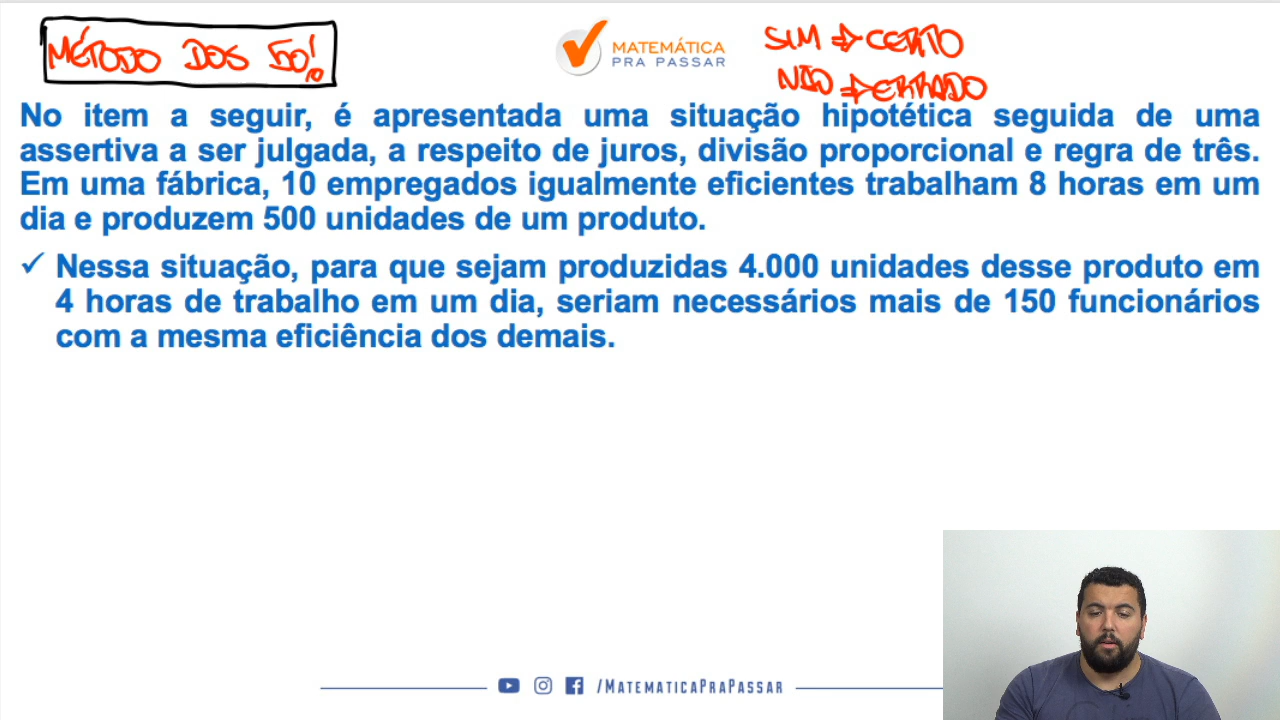 MÉTODO DOS 50!
MATEMÁTICA
PRA PASSAR
SIM ⇒ CERTO
NÃO ⇒ ERRADO
No item a seguir, é apresentada uma situação hipotética seguida de uma
assertiva a ser julgada, a respeito de juros, divisão proporcional e regra de três.
Em uma fábrica, 10 empregados igualmente eficientes trabalham 8 horas em um
dia e produzem 500 unidades de um produto.
✓ Nessa situação, para que sejam produzidas 4.000 unidades desse produto em
4 horas de trabalho em um dia, seriam necessários mais de 150 funcionários
com a mesma eficiência dos demais.
/MATEMATICAPRAPASSAR